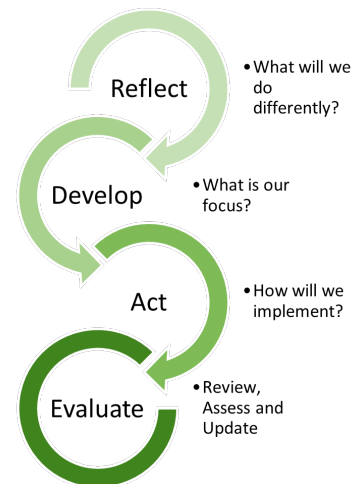 Reflect
•What will we
do
differently?
Develop
•What is our
focus?
Act
•How will we
implement?
Evaluate
•Review,
Assess and
Update